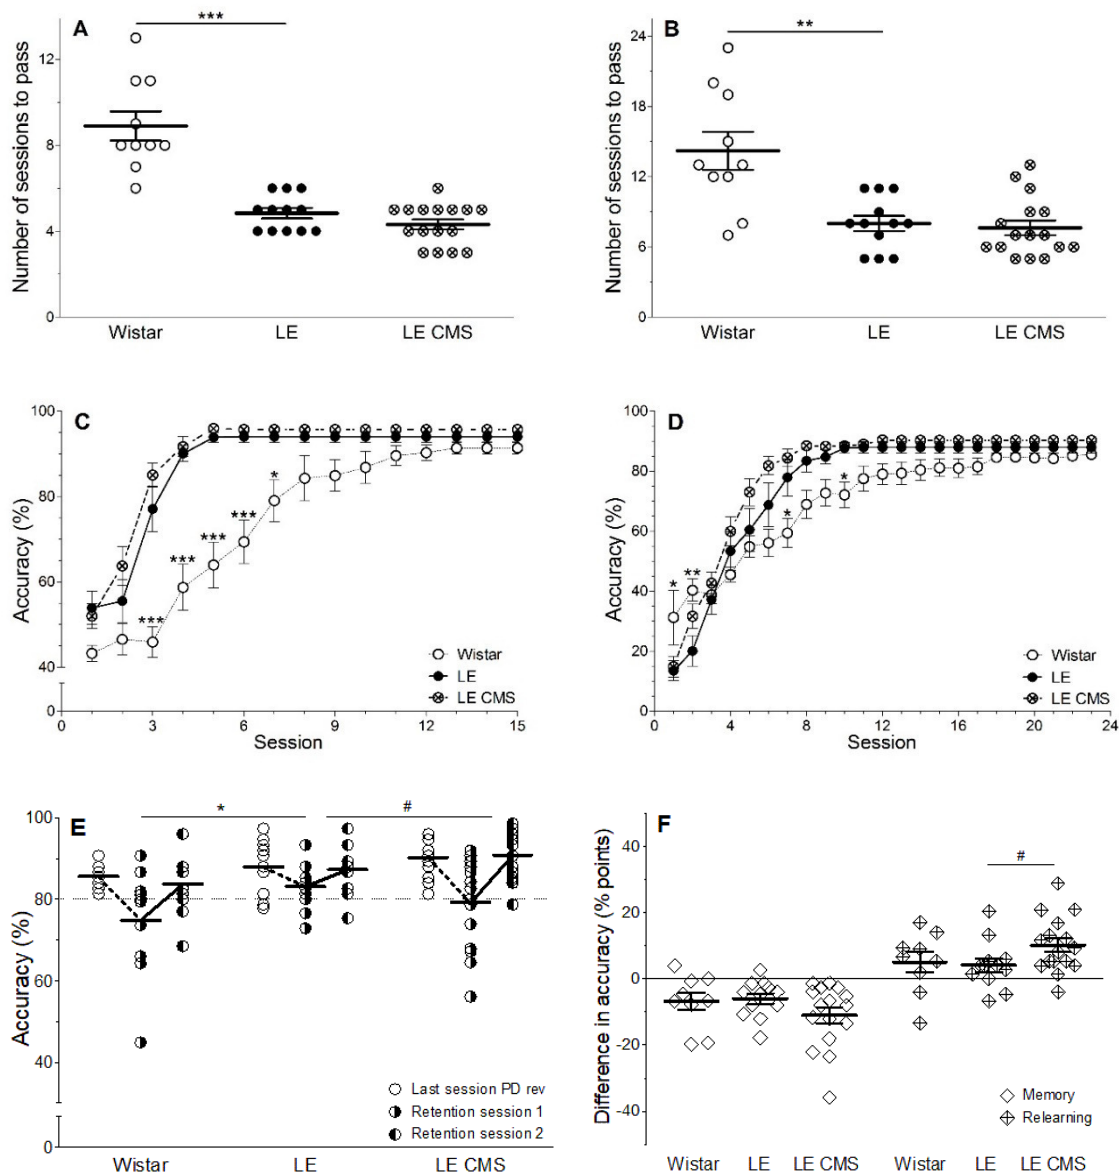 A
***
Number of sessions to pass
12
8
4
0
Wistar
LE
LE CMS
B
**
Number of sessions to pass
24
18
12
6
0
Wistar
LE
LE CMS
C
Accuracy (%)
100
80
60
40
0
***
***
***
***
*
Wistar
LE
LE CMS
0
3
6
9
12
15
Session
D
Accuracy (%)
100
80
60
40
20
0
*
**
*
*
Wistar
LE
LE CMS
0
4
8
12
16
20
24
Session
E
*
#
Accuracy (%)
100
80
60
40
0
Last session PD rev
Retention session 1
Retention session 2
Wistar
LE
LE CMS
F
#
Difference in accuracy (% points)
40
20
0
-20
-40
Memory
Relearning
Wistar
LE
LE CMS
Wistar
LE
LE CMS